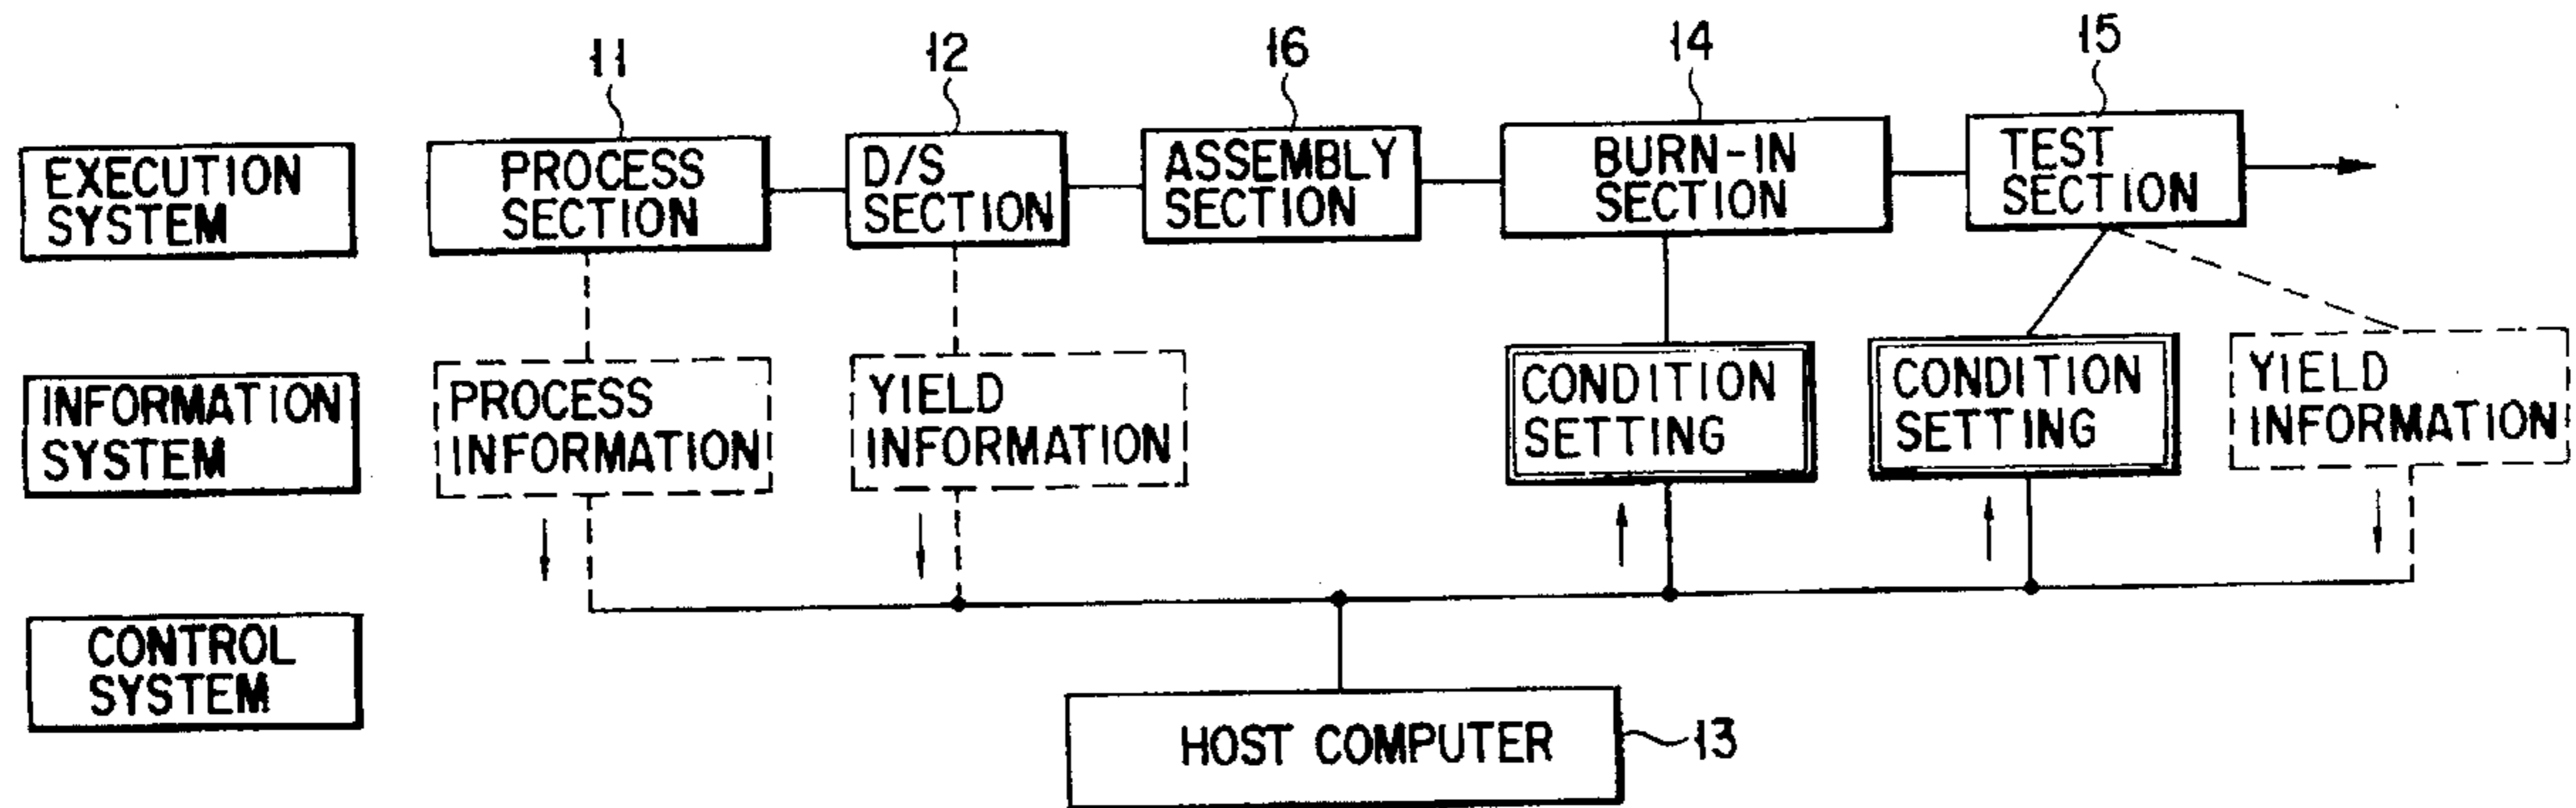 11
12
16
14
15
EXECUTION
SYSTEM
PROCESS
SECTION
D/S
SECTION
ASSEMBLY
SECTION
BURN-IN
SECTION
TEST
SECTION
INFORMATION
SYSTEM
PROCESS
INFORMATION
YIELD
INFORMATION
CONDITION
SETTING
CONDITION
SETTING
YIELD
INFORMATION
CONTROL
SYSTEM
HOST COMPUTER
13